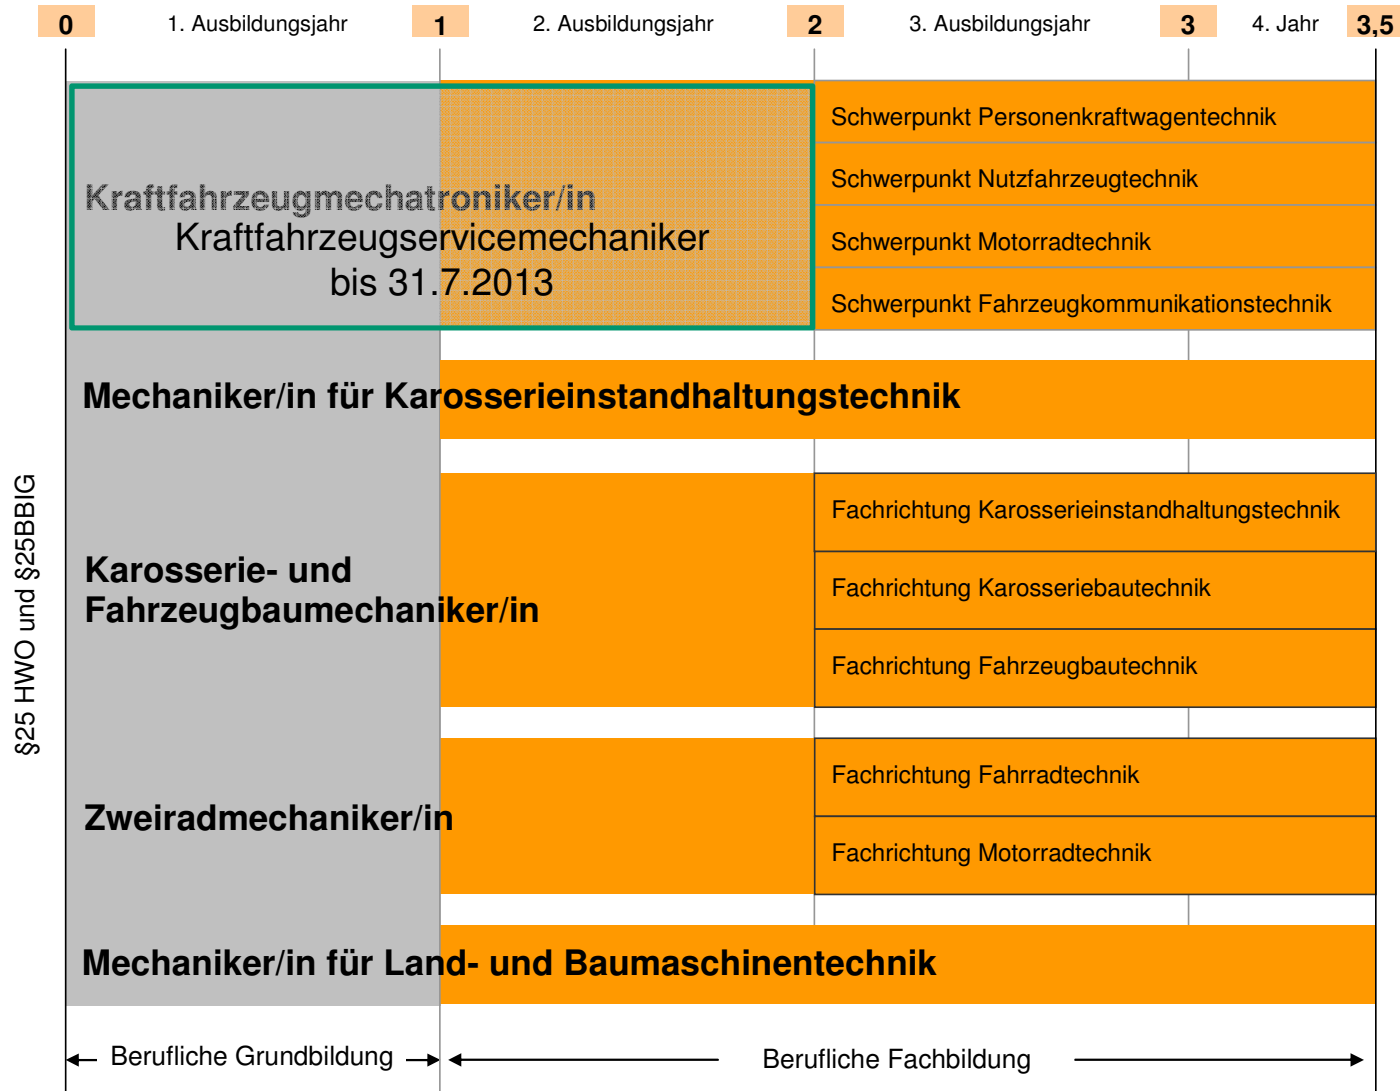 0 1. Ausbildungsjahr 1 2. Ausbildungsjahr 2 3. Ausbildungsjahr 3 4. Jahr 3,5
Kraftfahrzeugmechatroniker/in
Kraftfahrzeugservicemechaniker
bis 31.7.2013
Schwerpunkt Personenkraftwagentechnik
Schwerpunkt Nutzfahrzeugtechnik
Schwerpunkt Motorradtechnik
Schwerpunkt Fahrzeugkommunikationstechnik
Mechaniker/in für Karosserieinstandhaltungstechnik
§25 HWO und §25BBIG
Karosserie- und
Fahrzeugbaumechaniker/in
Fachrichtung Karosserieinstandhaltungstechnik
Fachrichtung Karosseriebautechnik
Fachrichtung Fahrzeugbautechnik
Zweiradmechaniker/in
Fachrichtung Fahrradtechnik
Fachrichtung Motorradtechnik
Mechaniker/in für Land- und Baumaschinentechnik
Berufliche Grundbildung Berufliche Fachbildung